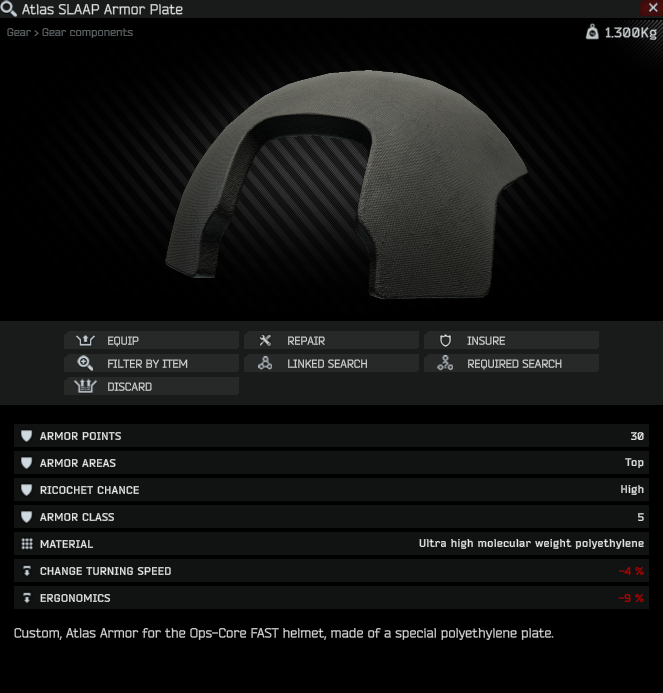 Atlas SLAAP Armor Plate
Gear > Gear components
1.300Kg
EQUIP
REPAIR
INSURE
FILTER BY ITEM
LINKED SEARCH
REQUIRED SEARCH
DISCARD
ARMOR POINTS 30
ARMOR AREAS Top
RICOCHET CHANCE High
ARMOR CLASS 5
MATERIAL Ultra high molecular weight polyethylene
CHANGE TURNING SPEED -4 %
ERGONOMICS -9 %
Custom, Atlas Armor for the Ops-Core FAST helmet, made of a special polyethylene plate.